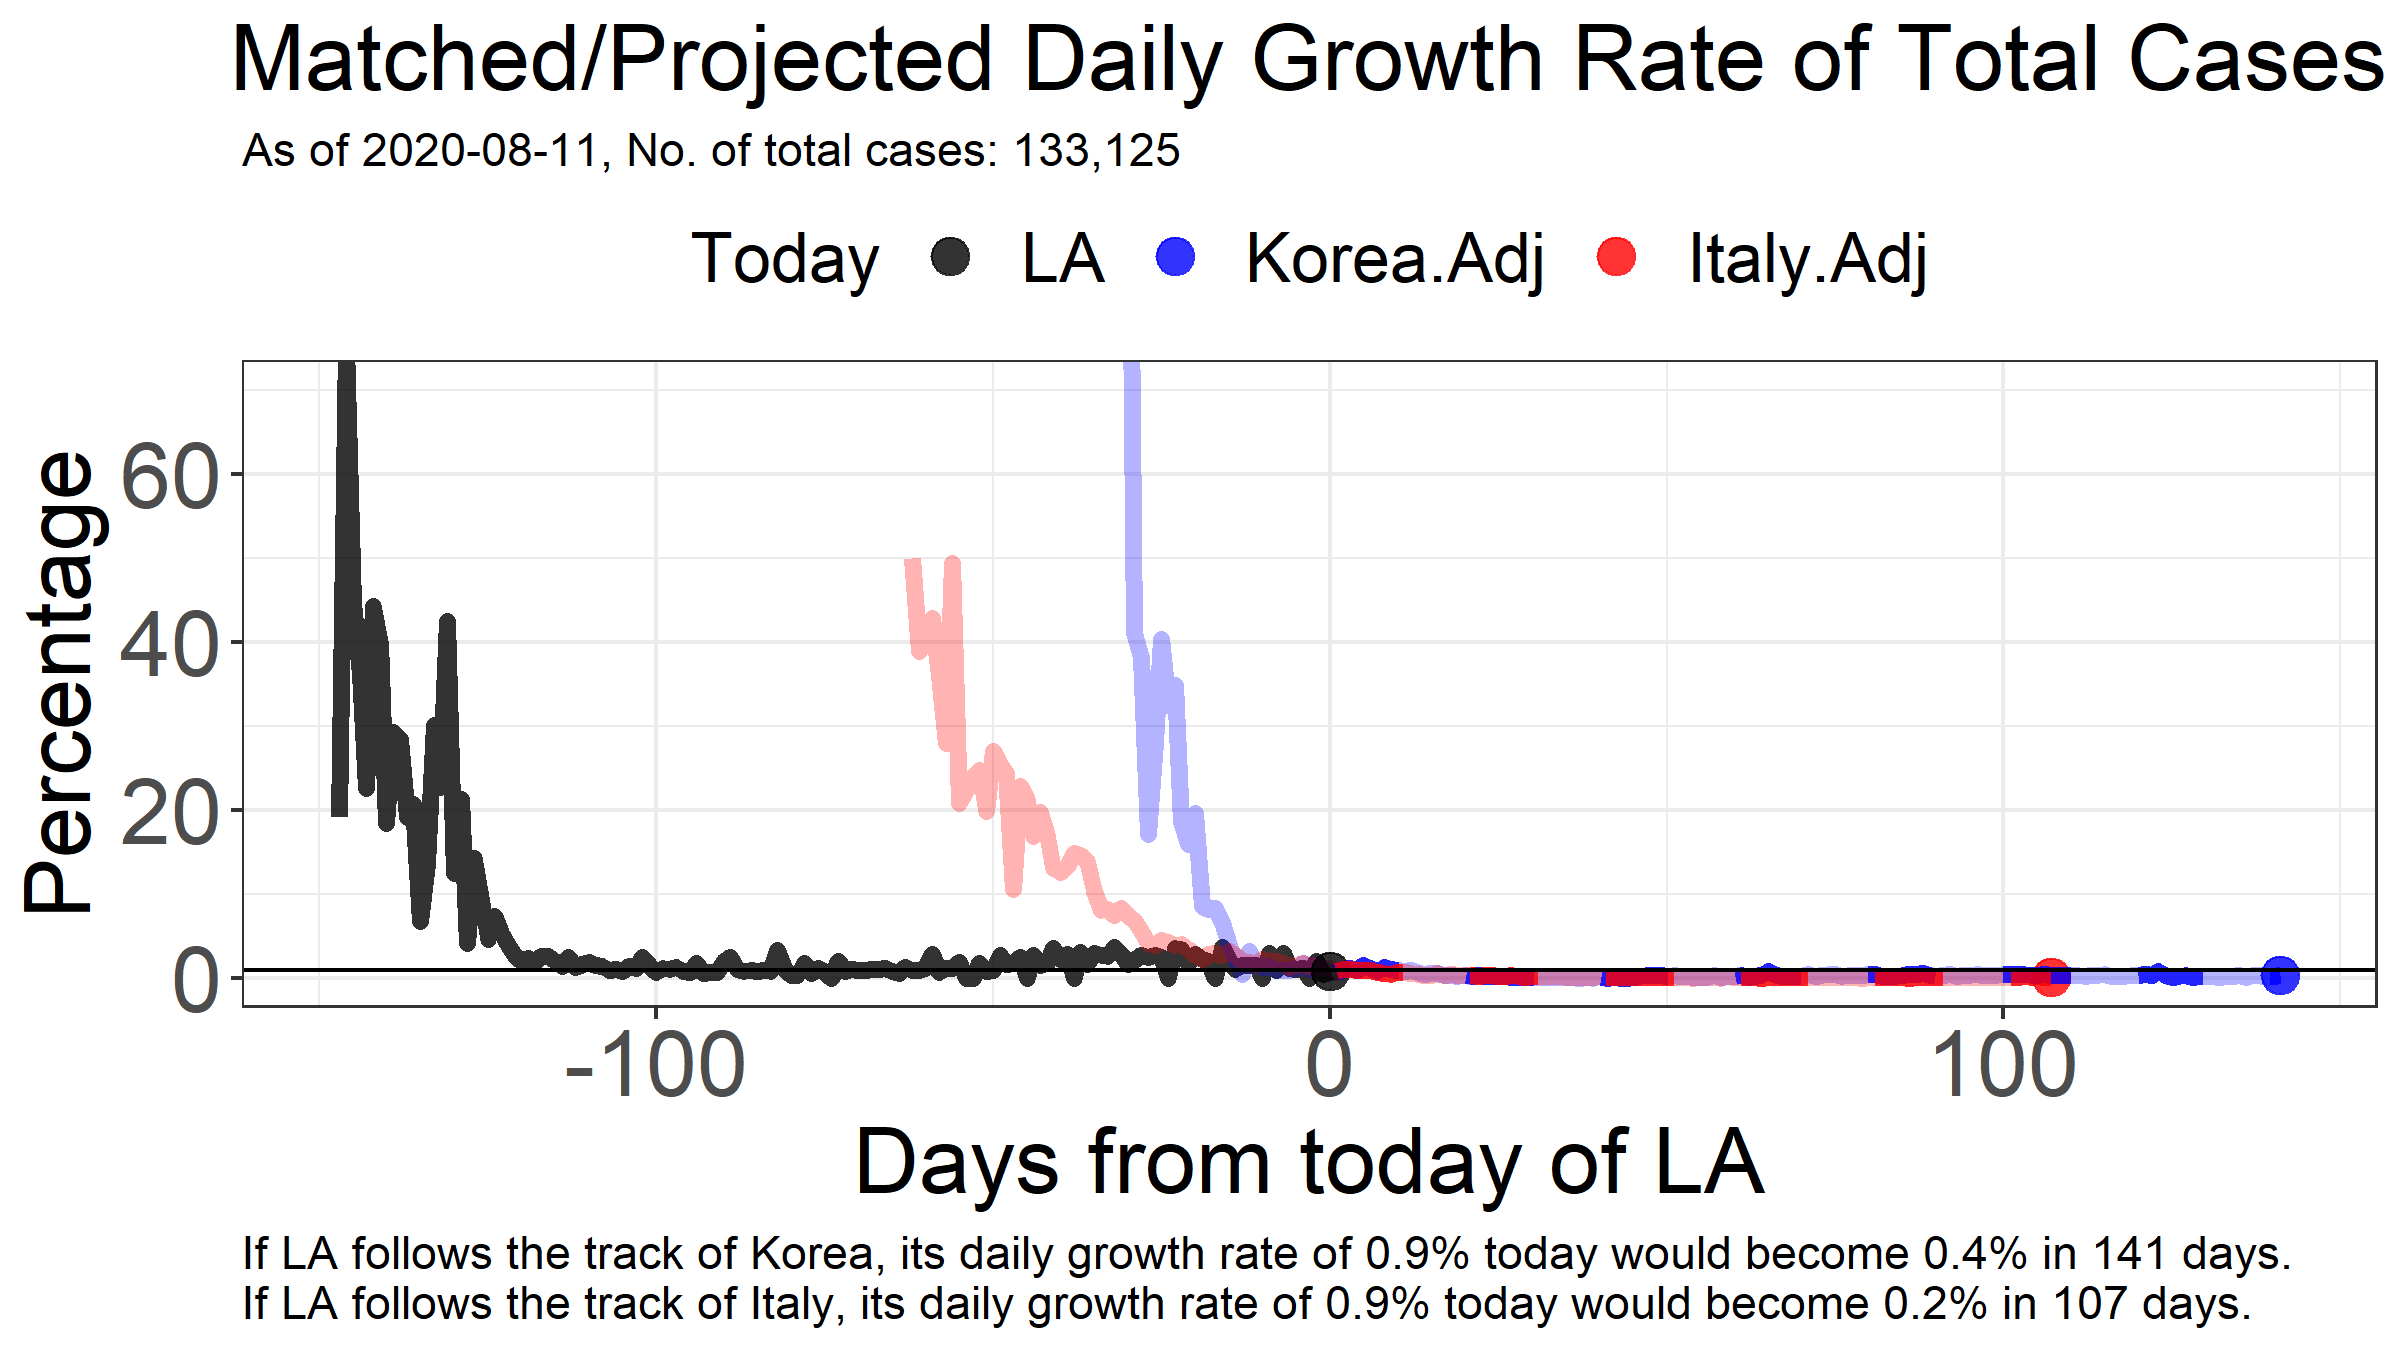 Matched/Projected Daily Growth Rate of Total Cases
As of 2020-08-11, No. of total cases: 133,125
Today LA Korea.Adj Italy.Adj
Percentage
60
40
20
0
-100 0 100
Days from today of LA
If LA follows the track of Korea, its daily growth rate of 0.9% today would become 0.4% in 141 days.
If LA follows the track of Italy, its daily growth rate of 0.9% today would become 0.2% in 107 days.